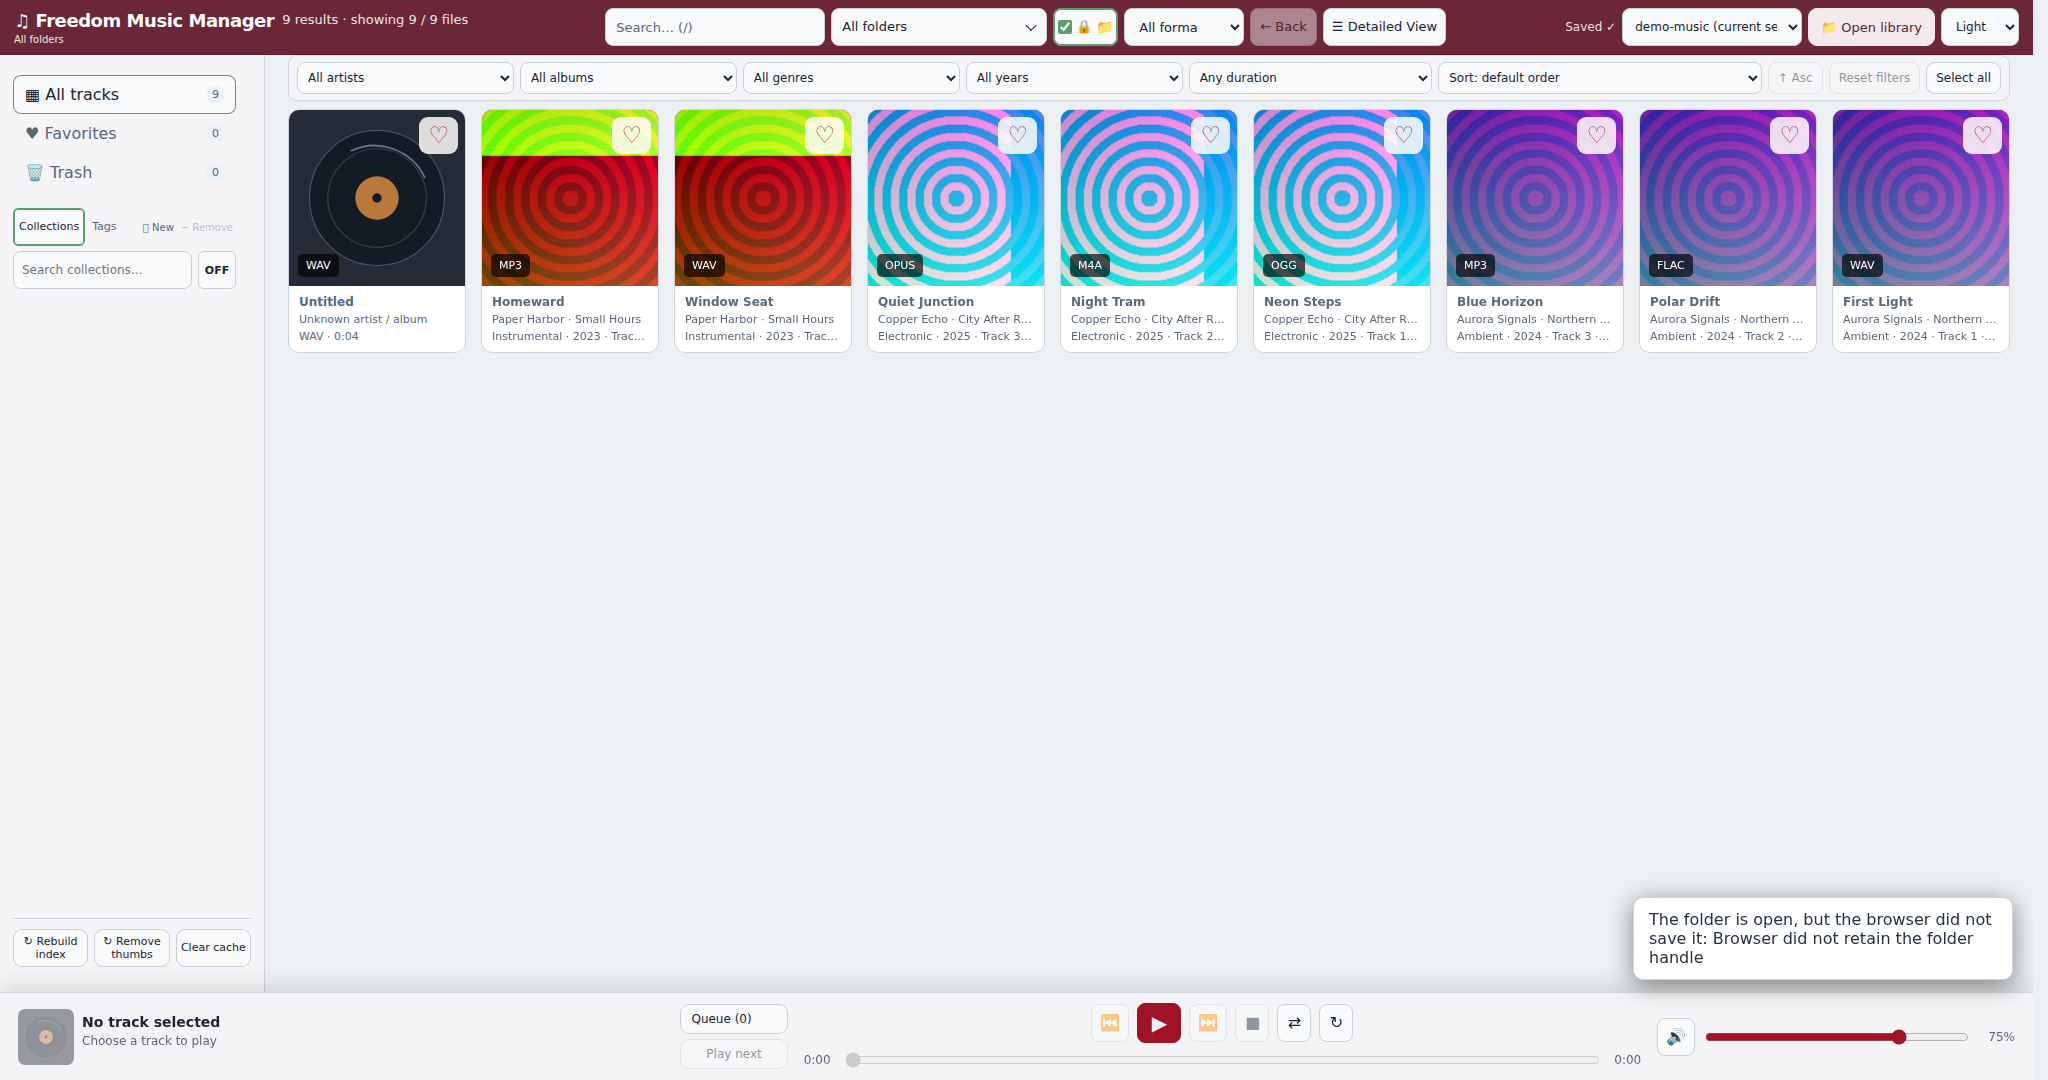 ♫ Freedom Music Manager
9 results · showing 9 / 9 files
All folders
Search... (/)
All folders
All forma
← Back
☰ Detailed View
Saved ✓
demo-music (current se
Open library
Light
▦ All tracks 9
♥ Favorites 0
Trash 0
Collections
Tags
New
− Remove
Search collections...
OFF
↻ Rebuild index
↻ Remove thumbs
Clear cache
All artists
All albums
All genres
All years
Any duration
Sort: default order
↑ Asc
Reset filters
Select all
WAV
Untitled
Unknown artist / album
WAV · 0:04
MP3
Homeward
Paper Harbor · Small Hours
Instrumental · 2023 · Trac...
WAV
Window Seat
Paper Harbor · Small Hours
Instrumental · 2023 · Trac...
OPUS
Quiet Junction
Copper Echo · City After R...
Electronic · 2025 · Track 3...
M4A
Night Tram
Copper Echo · City After R...
Electronic · 2025 · Track 2...
OGG
Neon Steps
Copper Echo · City After R...
Electronic · 2025 · Track 1...
MP3
Blue Horizon
Aurora Signals · Northern ...
Ambient · 2024 · Track 3 ·...
FLAC
Polar Drift
Aurora Signals · Northern ...
Ambient · 2024 · Track 2 ·...
WAV
First Light
Aurora Signals · Northern ...
Ambient · 2024 · Track 1 ·...
The folder is open, but the browser did not
save it: Browser did not retain the folder
handle
No track selected
Choose a track to play
Queue (0)
Play next
0:00
0:00
75%